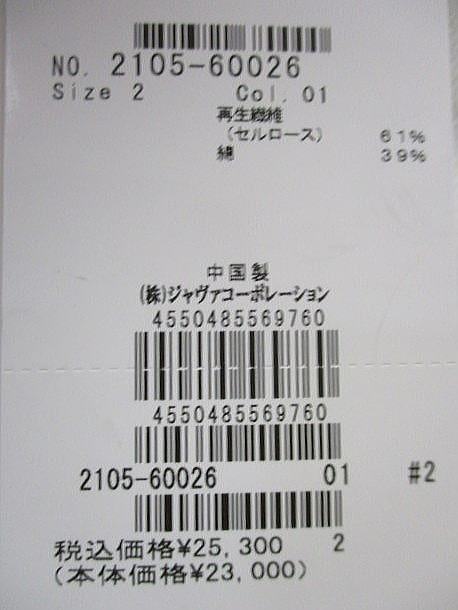 NO. 2105-60026
Size 2 Col. 01
再生繊維
(セルロース) 61%
綿 39%
中国製
(株)ジャヴァコーポレーション
4550485569760
4550485569760
2105-60026 01 #2
税込価格¥25,300 2
(本体価格¥23,000)